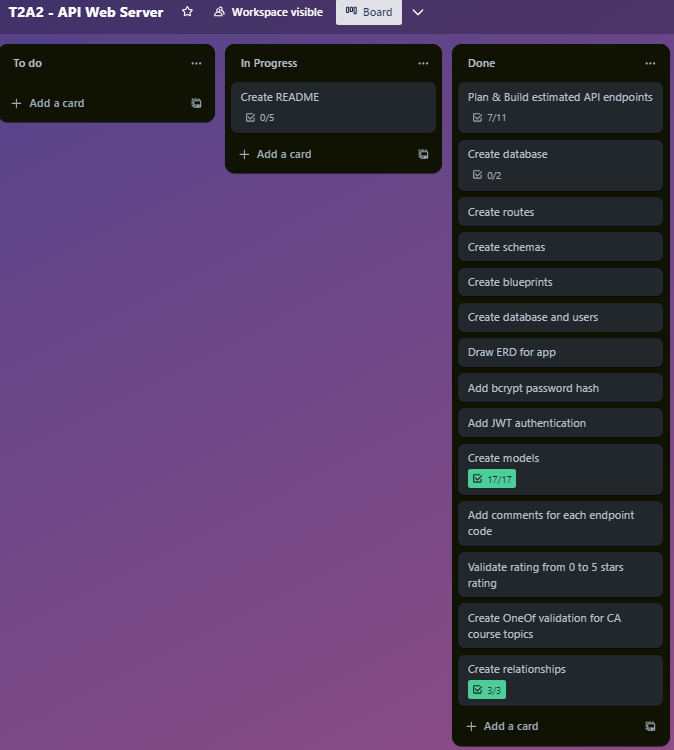 T2A2 - API Web Server
Workspace visible
Board
To do
Add a card
In Progress
Create README
0/5
Add a card
Done
Plan & Build estimated API endpoints
7/11
Create database
0/2
Create routes
Create schemas
Create blueprints
Create database and users
Draw ERD for app
Add bcrypt password hash
Add JWT authentication
Create models
17/17
Add comments for each endpoint
code
Validate rating from 0 to 5 stars
rating
Create OneOf validation for CA
course topics
Create relationships
3/3
Add a card